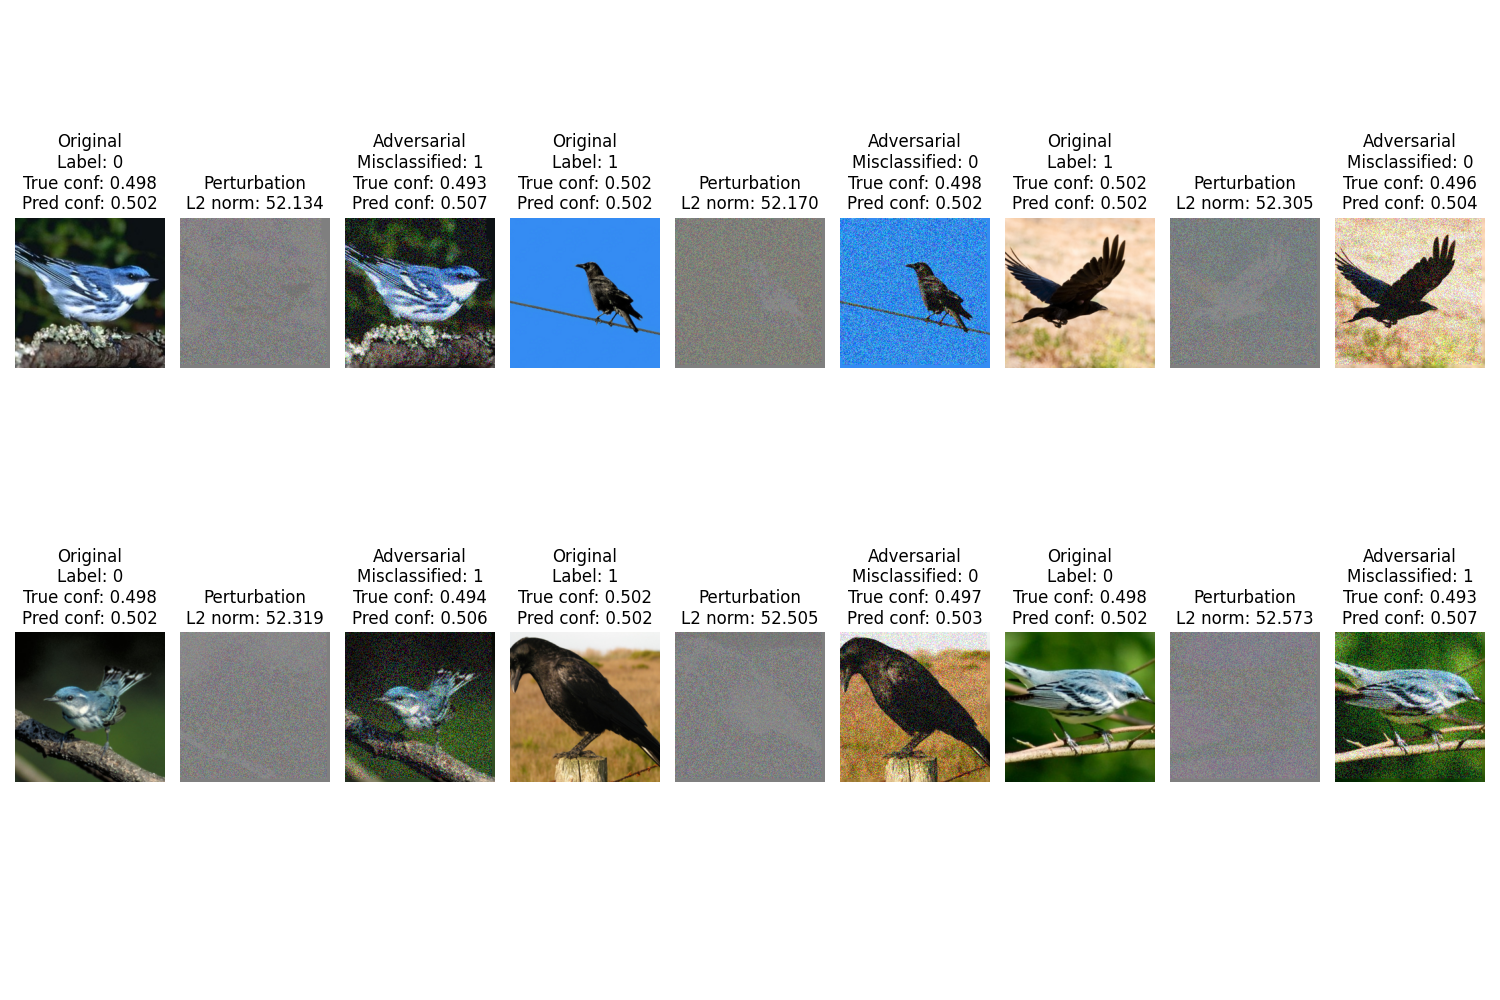 Original
Label: 0
True conf: 0.498
Pred conf: 0.502
Perturbation
L2 norm: 52.134
Adversarial
Misclassified: 1
True conf: 0.493
Pred conf: 0.507
Original
Label: 1
True conf: 0.502
Pred conf: 0.502
Perturbation
L2 norm: 52.170
Adversarial
Misclassified: 0
True conf: 0.498
Pred conf: 0.502
Original
Label: 1
True conf: 0.502
Pred conf: 0.502
Perturbation
L2 norm: 52.305
Adversarial
Misclassified: 0
True conf: 0.496
Pred conf: 0.504
Original
Label: 0
True conf: 0.498
Pred conf: 0.502
Perturbation
L2 norm: 52.319
Adversarial
Misclassified: 1
True conf: 0.494
Pred conf: 0.506
Original
Label: 1
True conf: 0.502
Pred conf: 0.502
Perturbation
L2 norm: 52.505
Adversarial
Misclassified: 0
True conf: 0.497
Pred conf: 0.503
Original
Label: 0
True conf: 0.498
Pred conf: 0.502
Perturbation
L2 norm: 52.573
Adversarial
Misclassified: 1
True conf: 0.493
Pred conf: 0.507